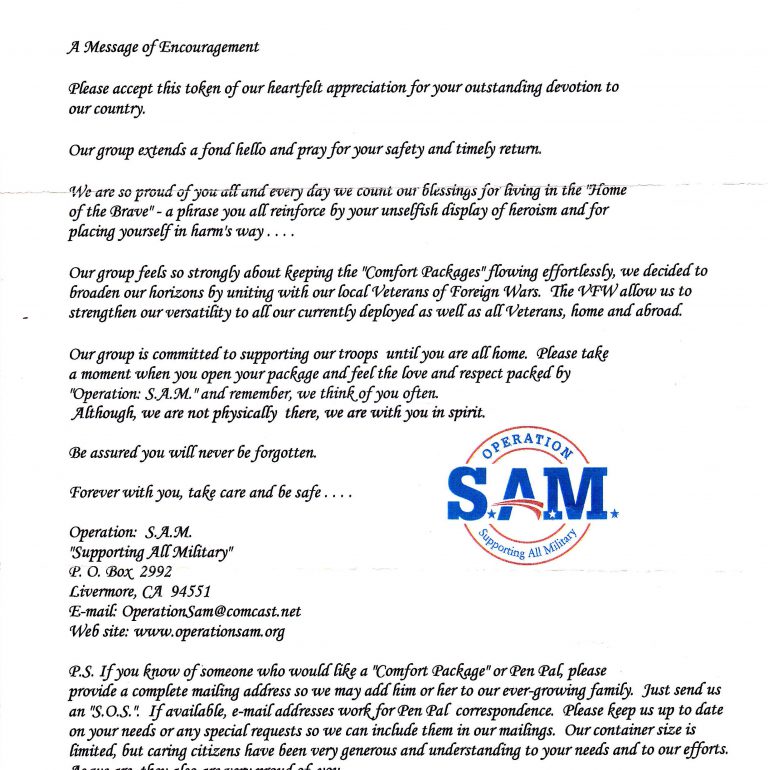 A Message of Encouragement
Please accept this token of our heartfelt appreciation for your outstanding devotion to
our country.
Our group extends a fond hello and pray for your safety and timely return.
We are so proud of you all and every day we count our blessings for living in the "Home
of the Brave" - a phrase you all reinforce by your unselfish display of heroism and for
placing yourself in harm's way . . . .
Our group feels so strongly about keeping the "Comfort Packages" flowing effortlessly, we decided to
broaden our horizons by uniting with our local Veterans of Foreign Wars. The VFW allow us to
strengthen our versatility to all our currently deployed as well as all Veterans, home and abroad.
Our group is committed to supporting our troops until you are all home. Please take
a moment when you open your package and feel the love and respect packed by
"Operation: S.A.M." and remember, we think of you often.
Although, we are not physically there, we are with you in spirit.
Be assured you will never be forgotten.
Forever with you, take care and be safe . . . .
OPERATION
S.A.M.
Supporting All Military
Operation: S.A.M.
"Supporting All Military"
P. O. Box 2992
Livermore, CA 94551
E-mail: OperationSam@comcast.net
Web site: www.operationsam.org
P.S. If you know of someone who would like a "Comfort Package" or Pen Pal, please
provide a complete mailing address so we may add him or her to our ever-growing family. Just send us
an "S.O.S.". If available, e-mail addresses work for Pen Pal correspondence. Please keep us up to date
on your needs or any special requests so we can include them in our mailings. Our container size is
limited, but caring citizens have been very generous and understanding to your needs and to our efforts.
As we are, they also are very proud of you